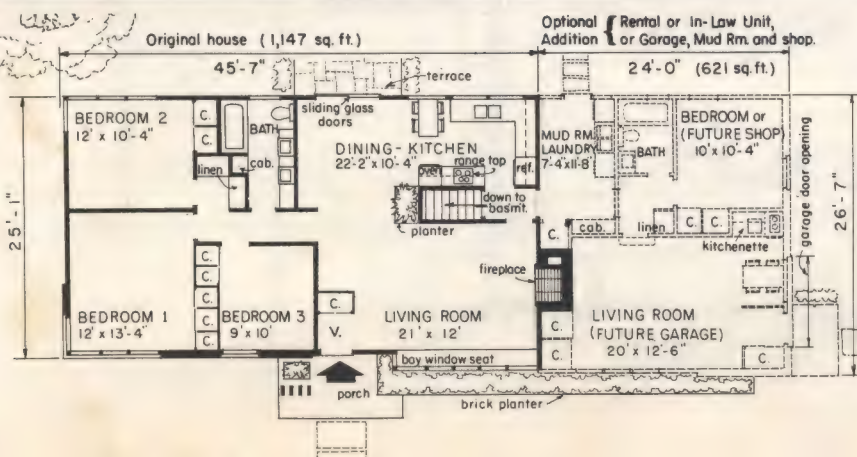 Original house (1,147 sq. ft.)
45'-7"
Optional { Rental or In-Law Unit,
Addition or Garage, Mud Rm. and shop.
24'-0" (621 sq. ft.)
terrace
sliding glass
doors
BEDROOM 2
12' x 10'-4"
C.
C.
BATH
linen
cab.
DINING-KITCHEN
22'-2" x 10'-4"
oven
range top
ref.
down to
basmt.
planter
MUD RM.
LAUNDRY
7'-4" x 11'-8"
BATH
BEDROOM or
(FUTURE SHOP)
10' x 10'-4"
garage door opening
25'-1"
26'-7"
C.
cab.
linen
C.
C.
kitchenette
fireplace
BEDROOM 1
12' x 13'-4"
C.
C.
C.
C.
C.
BEDROOM 3
9' x 10'
C.
V.
LIVING ROOM
21' x 12'
C.
C.
LIVING ROOM
(FUTURE GARAGE)
20' x 12'-6"
C.
bay window seat
porch
brick planter